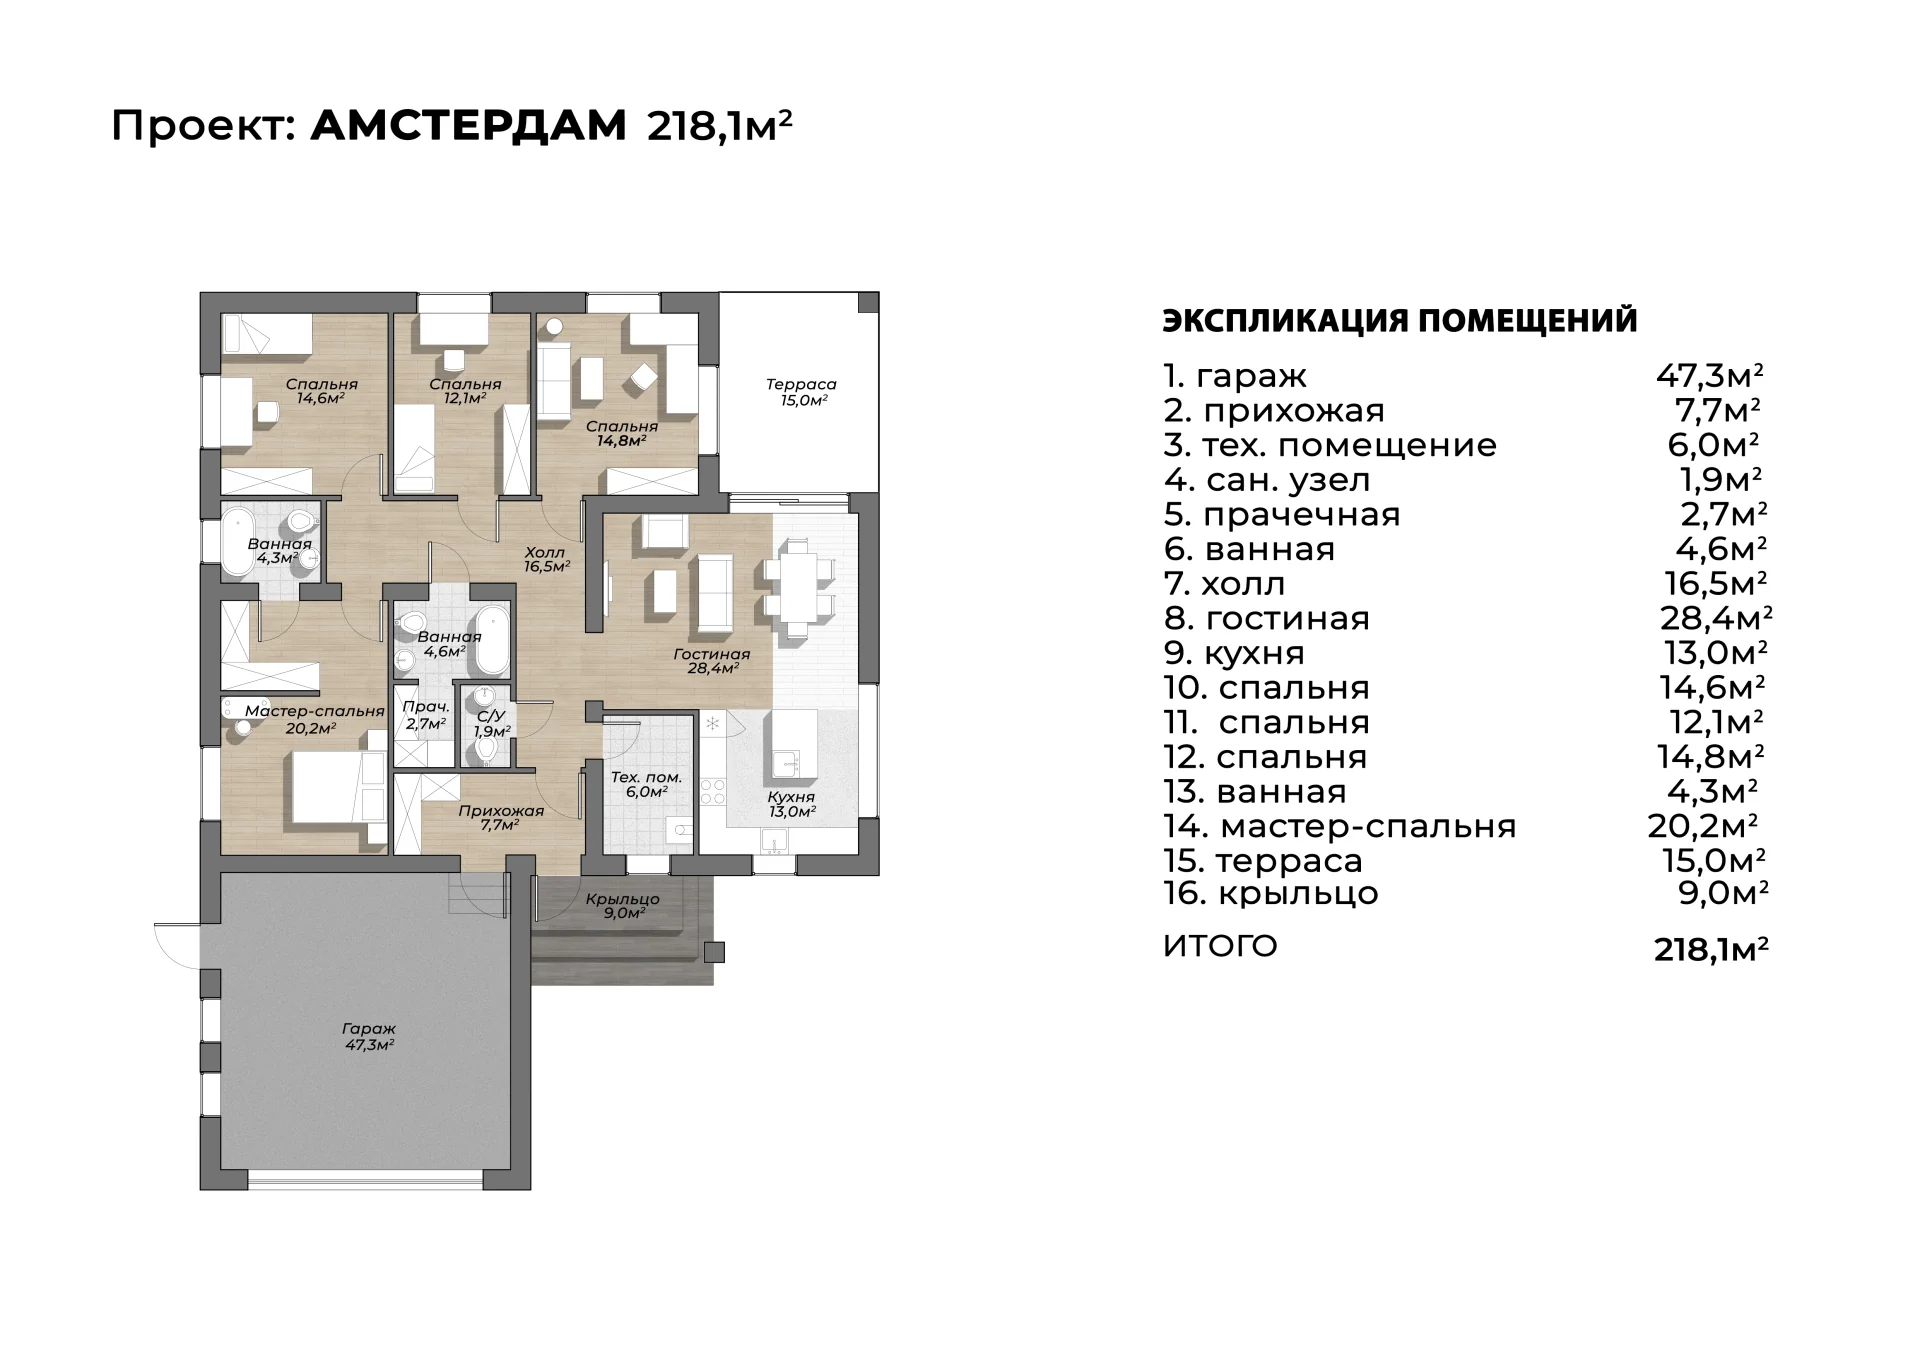 Проект: АМСТЕРДАМ 218,1м²
Спальня
14,6м²
Спальня
12,1м²
Спальня
14,8м²
Терраса
15,0м²
Ванная
4,3м²
Холл
16,5м²
Ванная
4,6м²
Гостиная
28,4м²
Мастер-спальня
20,2м²
Прач.
2,7м²
С/У
1,9м²
Тех. пом.
6,0м²
Кухня
13,0м²
Прихожая
7,7м²
Крыльцо
9,0м²
Гараж
47,3м²
ЭКСПЛИКАЦИЯ ПОМЕЩЕНИЙ
1. гараж 47,3м²
2. прихожая 7,7м²
3. тех. помещение 6,0м²
4. сан. узел 1,9м²
5. прачечная 2,7м²
6. ванная 4,6м²
7. холл 16,5м²
8. гостиная 28,4м²
9. кухня 13,0м²
10. спальня 14,6м²
11. спальня 12,1м²
12. спальня 14,8м²
13. ванная 4,3м²
14. мастер-спальня 20,2м²
15. терраса 15,0м²
16. крыльцо 9,0м²
ИТОГО 218,1м²